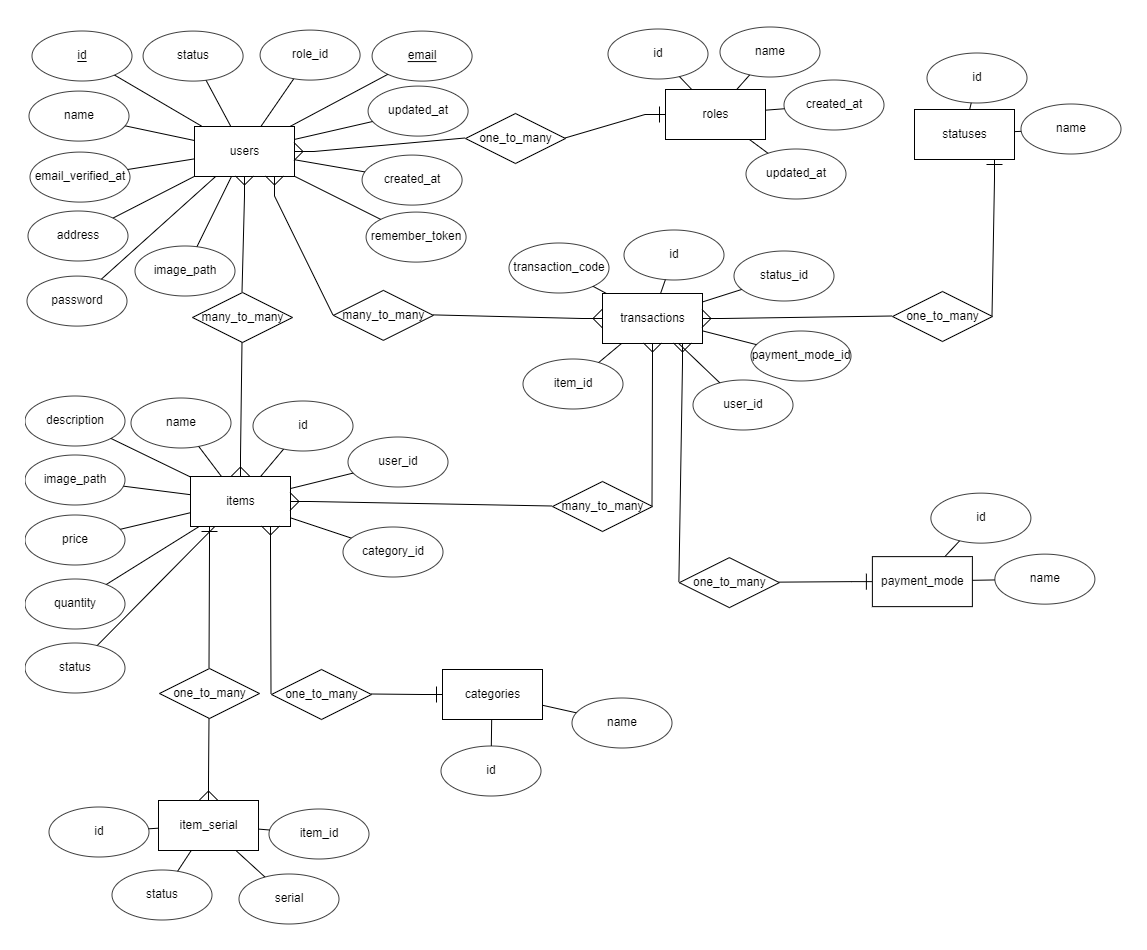 id
status
role_id
email
name
updated_at
users
email_verified_at
created_at
address
remember_token
image_path
password
one_to_many
id
name
roles
created_at
updated_at
id
statuses
name
many_to_many
many_to_many
transaction_code
id
status_id
transactions
payment_mode_id
item_id
user_id
one_to_many
description
name
id
user_id
image_path
items
many_to_many
price
category_id
quantity
status
id
one_to_many
payment_mode
name
one_to_many
one_to_many
categories
name
id
id
item_serial
item_id
status
serial